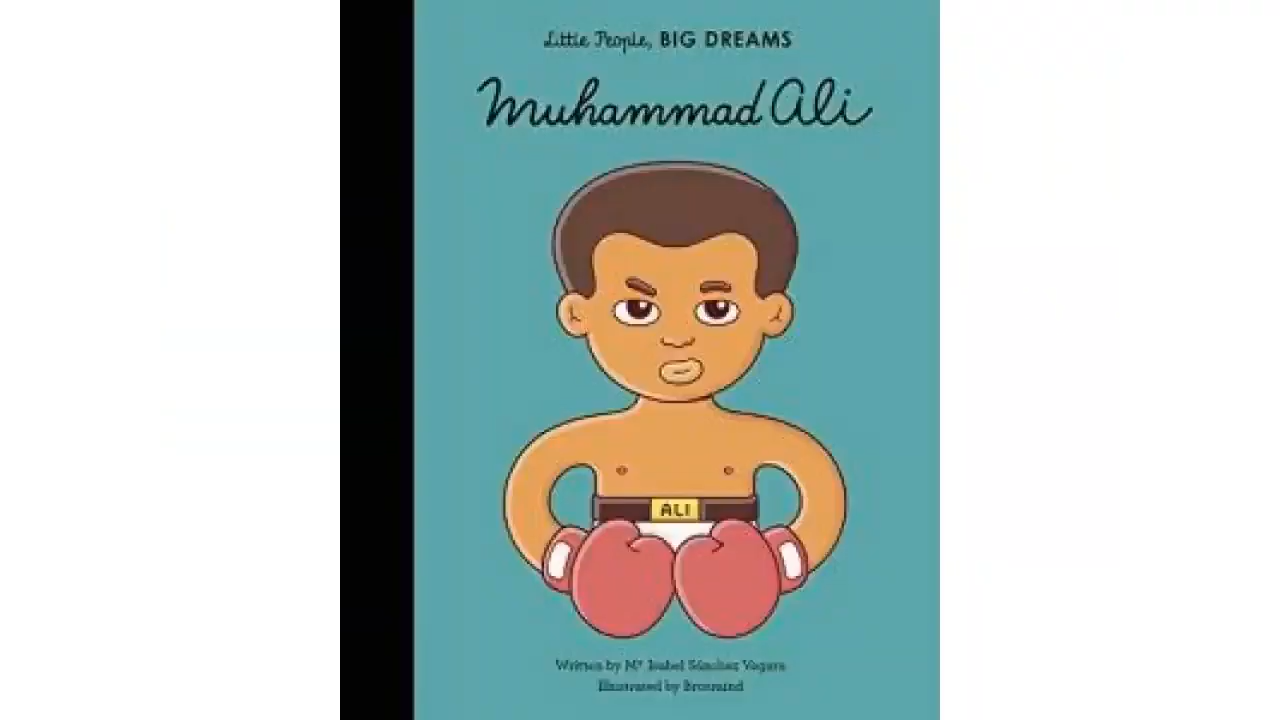 Little People, BIG DREAMS
Muhammad Ali
ALI
Written by Mª Isabel Sánchez Vegara
Illustrated by Brosmind